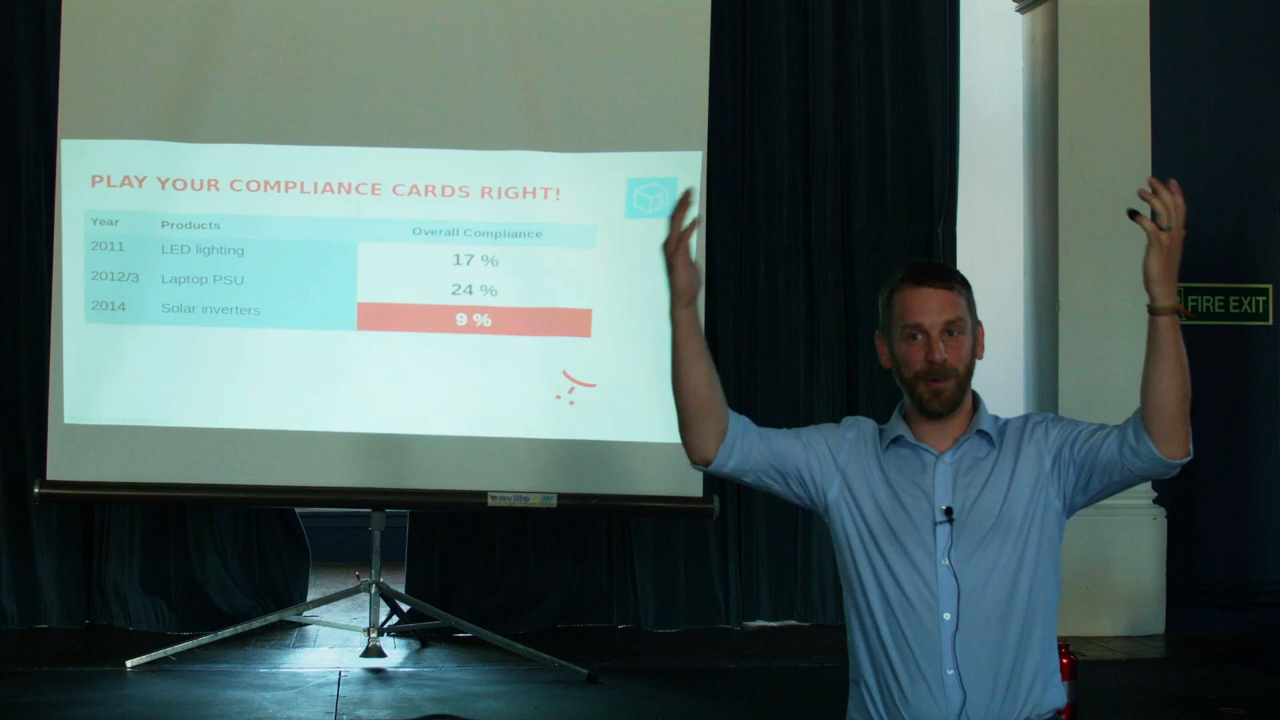 PLAY YOUR COMPLIANCE CARDS RIGHT!
Year Products Overall Compliance
2011 LED lighting 17 %
2012/3 Laptop PSU 24 %
2014 Solar inverters 9 %
FIRE EXIT